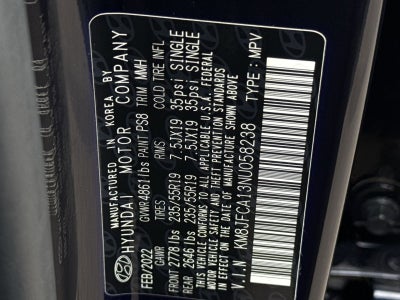 MANUFACTURED IN KOREA BY
HYUNDAI MOTOR COMPANY
FEB/2022 GVWR 4861 lbs PAINT PS8 TRIM MMH
GAWR TIRES RIMS COLD TIRE INFL
FRONT 2778 lbs 235/55R19 7.5JX19 35psi SINGLE
REAR 2646 lbs 235/55R19 7.5JX19 35psi SINGLE
THIS VEHICLE CONFORMS TO ALL APPLICABLE U.S.A. FEDERAL
MOTOR VEHICLE SAFETY AND THEFT PREVENTION STANDARDS
IN EFFECT ON THE DATE OF MANUFACTURE SHOWN ABOVE.
V.I.N KM8JFCA13NU058238 TYPE: MPV